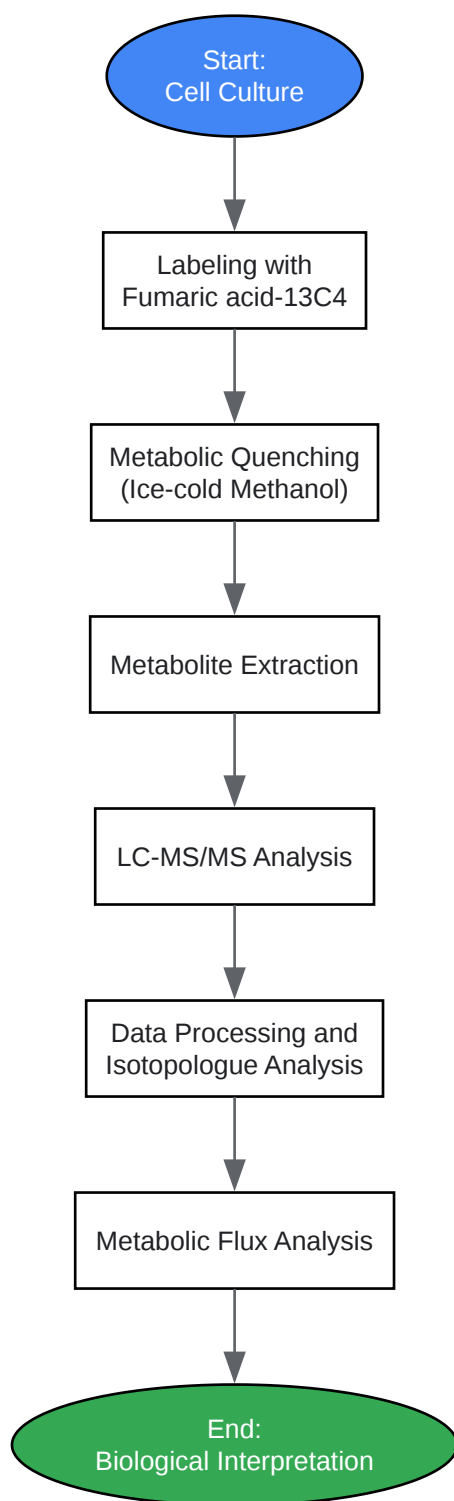 Start:
Cell Culture
Labeling with
Fumaric acid-13C4
Metabolic Quenching
(Ice-cold Methanol)
Metabolite Extraction
LC-MS/MS Analysis
Data Processing and
Isotopologue Analysis
Metabolic Flux Analysis
End:
Biological Interpretation